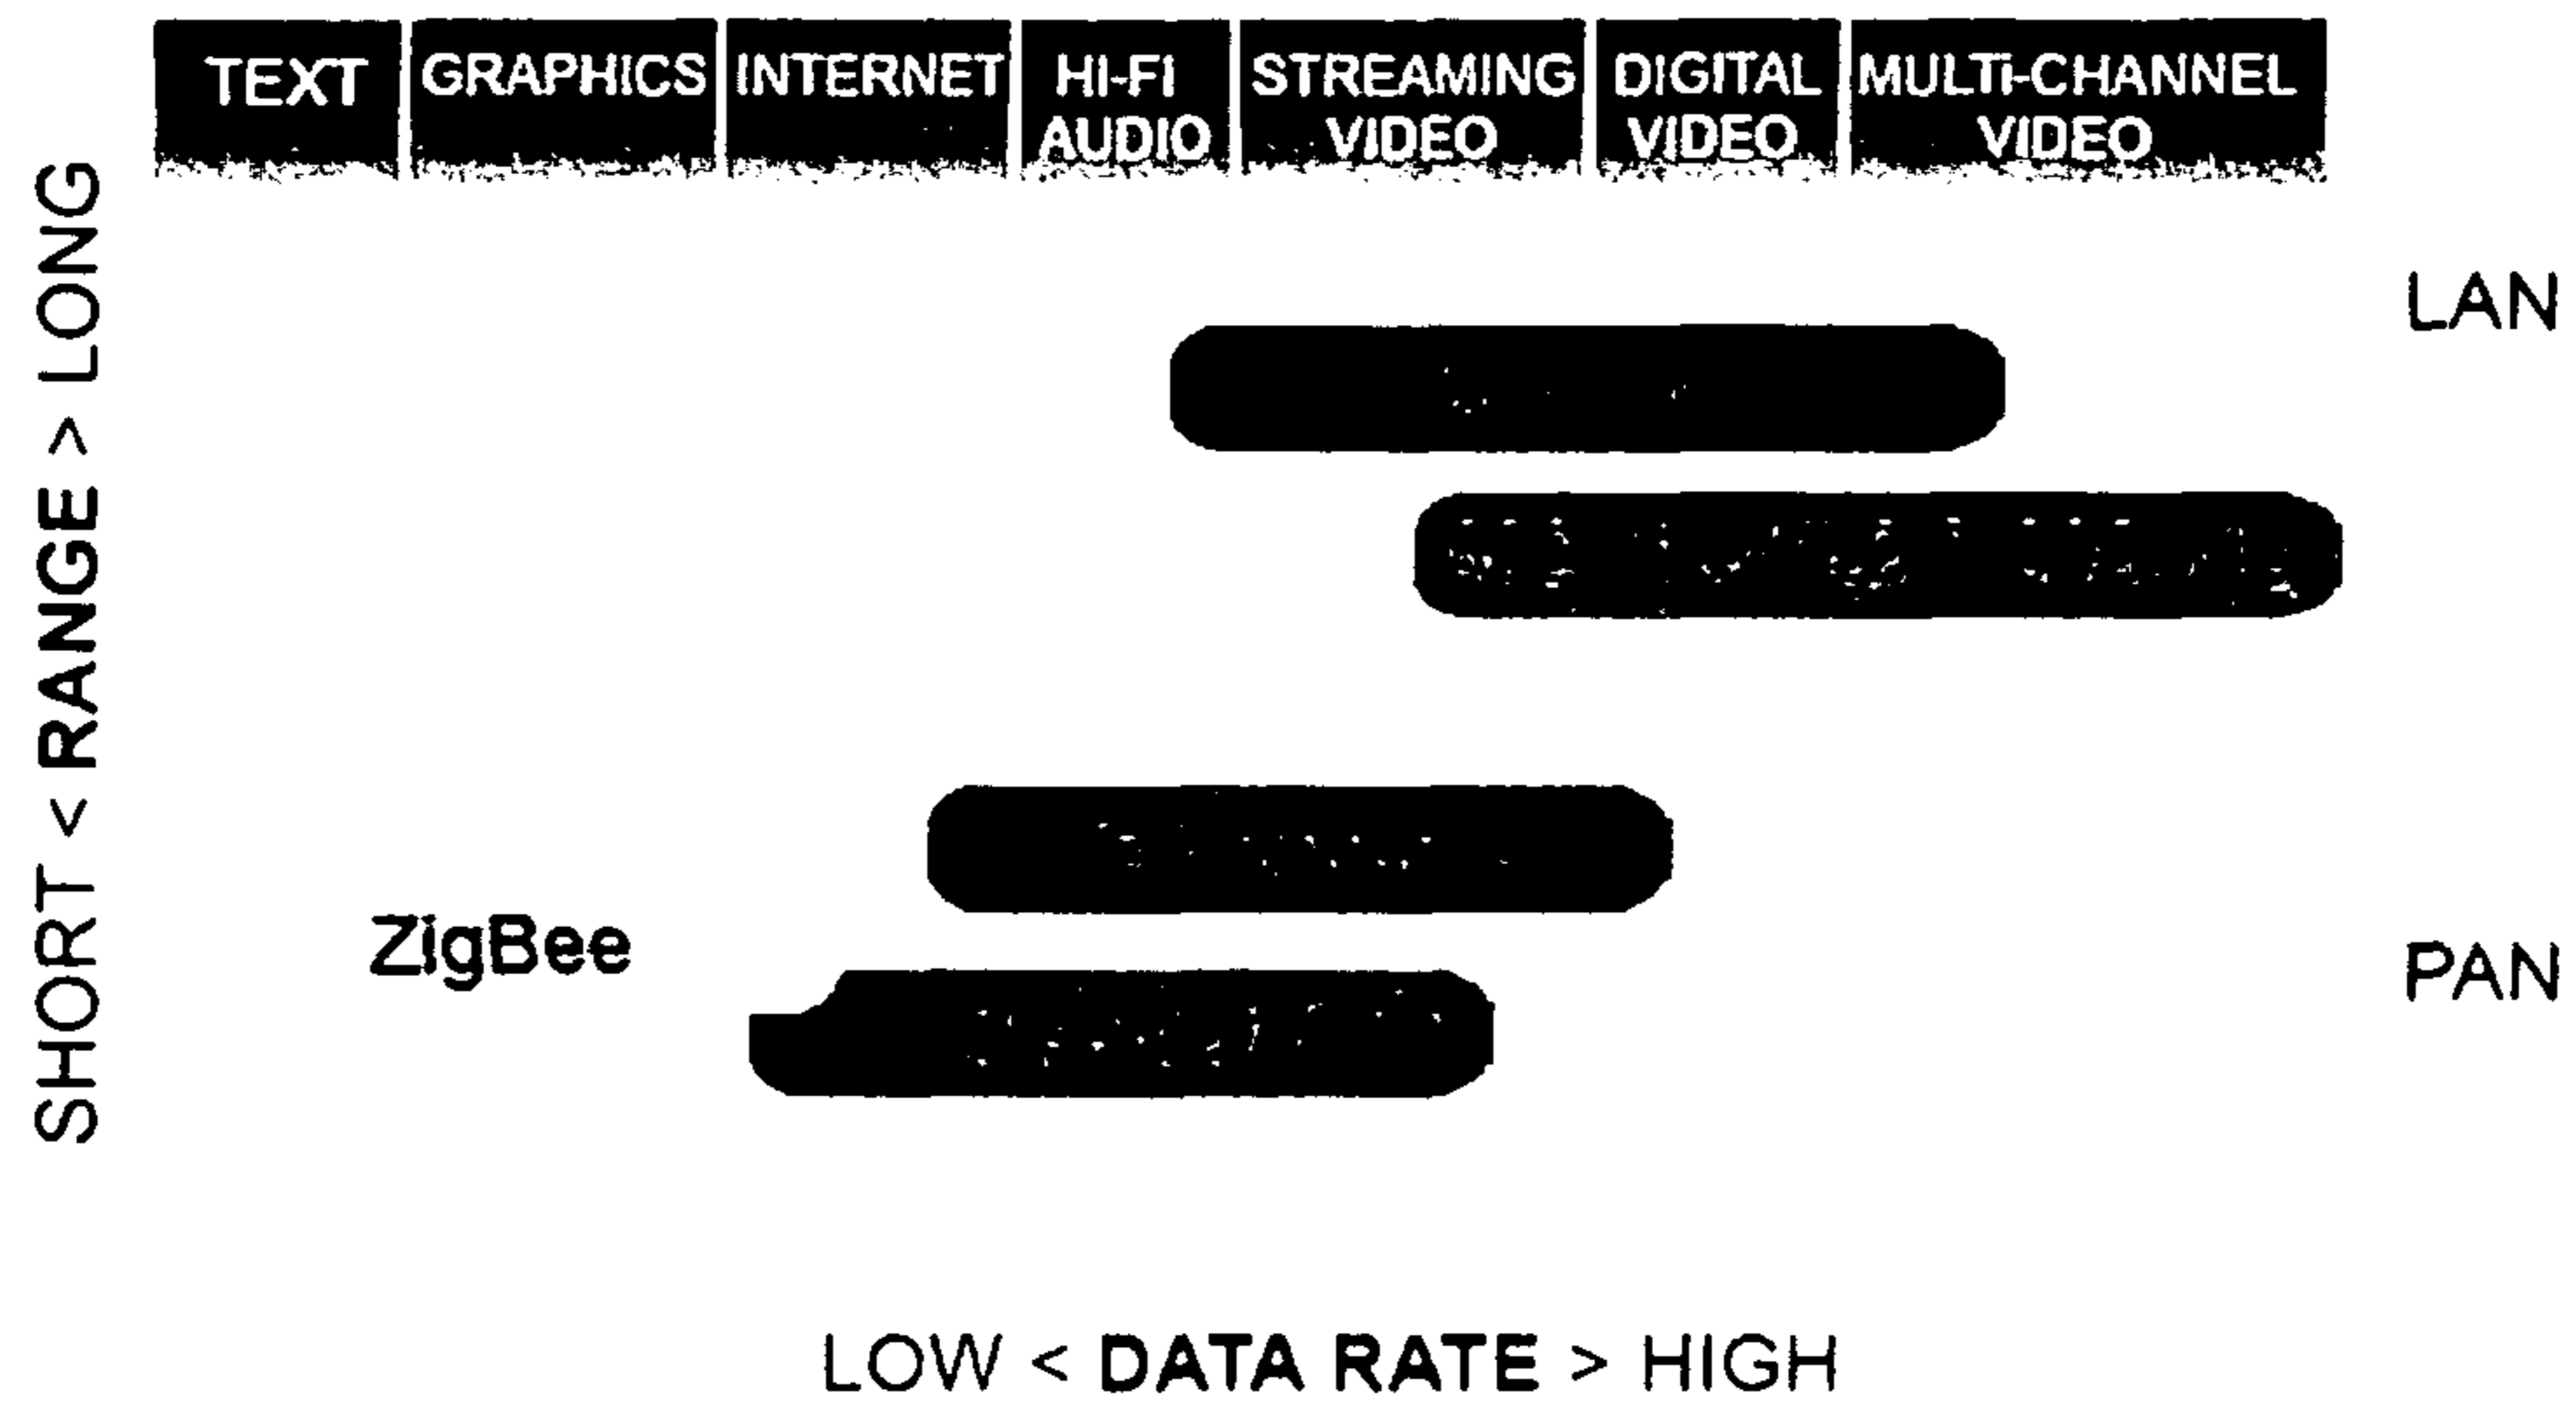 TEXT
GRAPHICS
INTERNET
HI-FI
AUDIO
STREAMING
VIDEO
DIGITAL
VIDEO
MULTi-CHANNEL
VIDEO
SHORT < RANGE > LONG
LAN
ZigBee
PAN
LOW < DATA RATE > HIGH